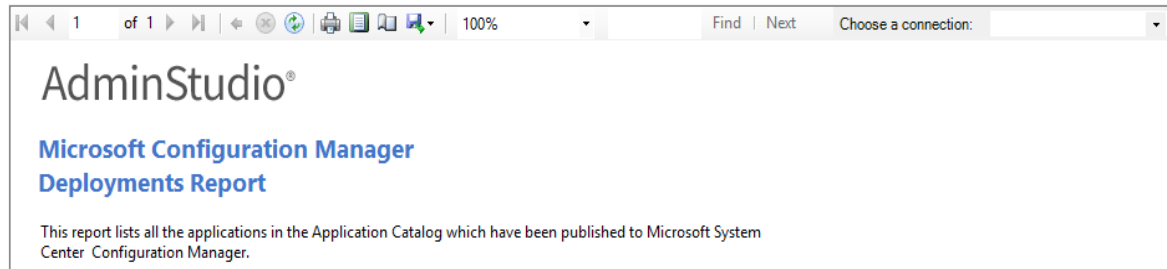 1 of 1 100% Find | Next Choose a connection:
AdminStudio®
Microsoft Configuration Manager
Deployments Report
This report lists all the applications in the Application Catalog which have been published to Microsoft System
Center Configuration Manager.